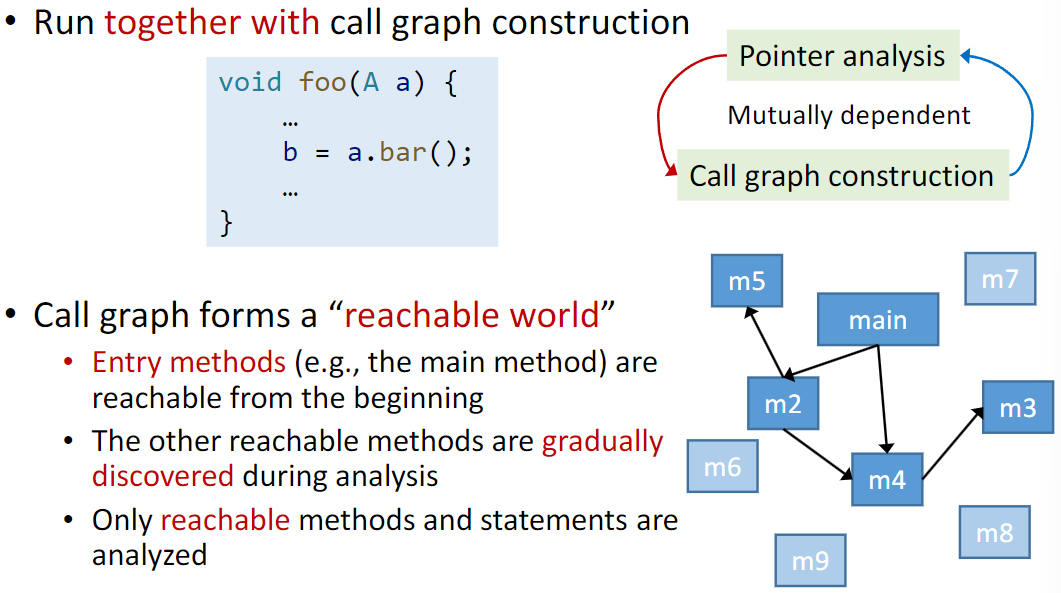 • Run together with call graph construction
void foo(A a) {
…
b = a.bar();
…
}
Pointer analysis
Mutually dependent
Call graph construction
• Call graph forms a “reachable world”
• Entry methods (e.g., the main method) are
reachable from the beginning
• The other reachable methods are gradually
discovered during analysis
• Only reachable methods and statements are
analyzed
m5
m7
main
m2
m3
m6
m4
m8
m9